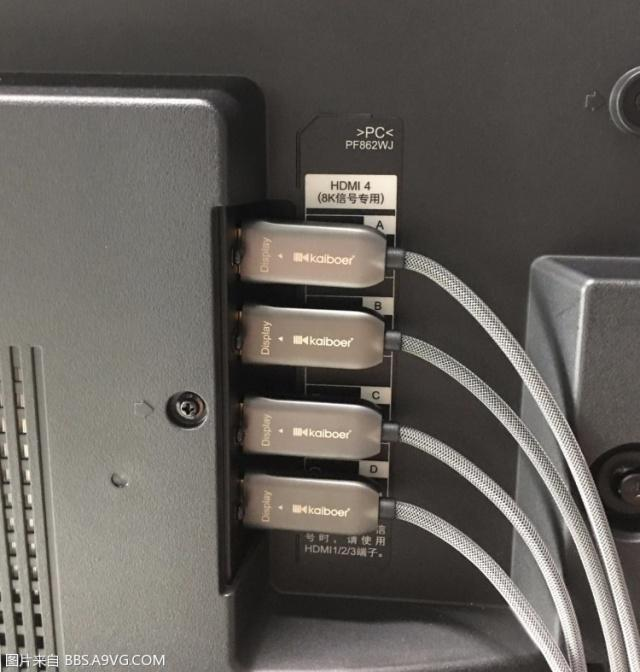 >PC<
PF862WJ
HDMI 4
(8K信号专用)
A
Display
kaiboer
B
Display
kaiboer
C
Display
kaiboer
D
Display
kaiboer
信
号时，请使用
HDMI1/2/3端子。
图片来自 BBS.A9VG.COM